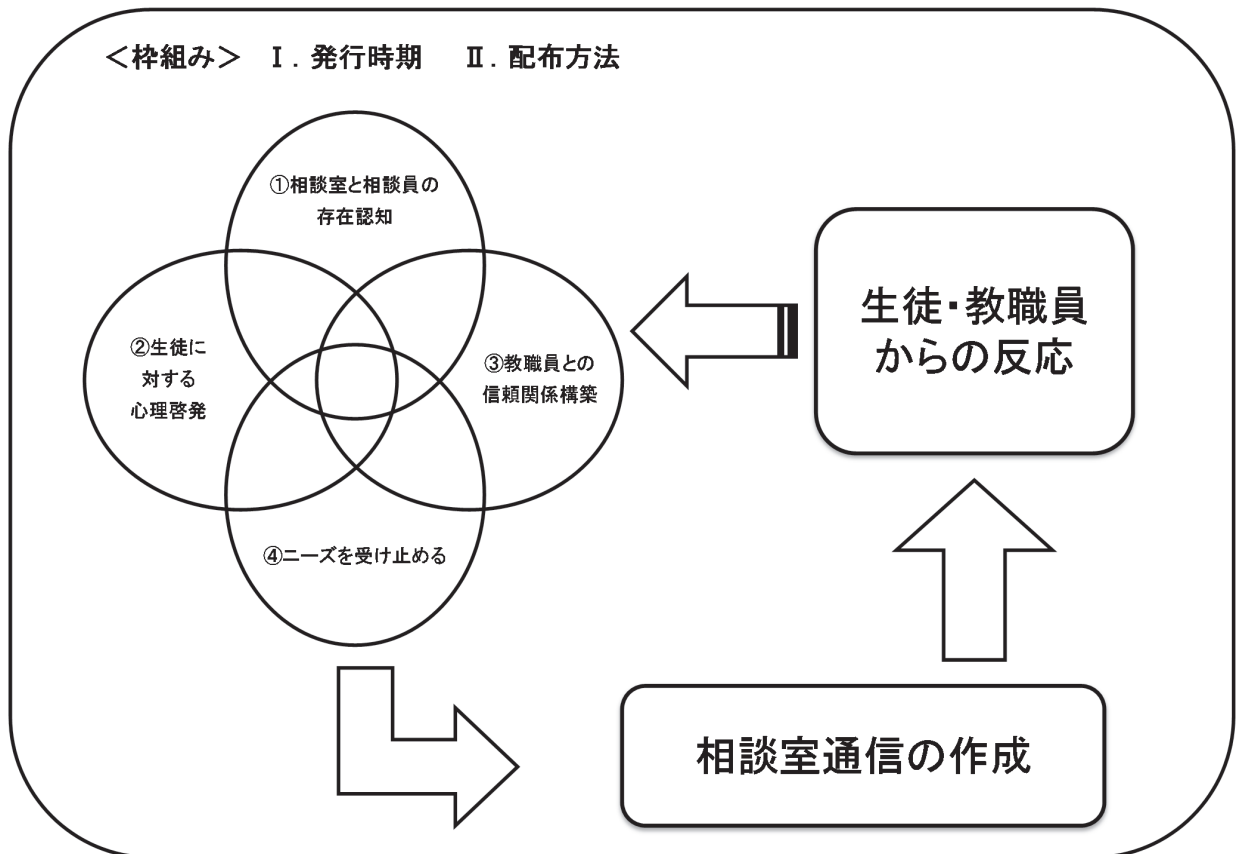 ＜枠組み＞ Ⅰ. 発行時期 Ⅱ. 配布方法
①相談室と相談員の
存在認知
②生徒に
対する
心理啓発
③教職員との
信頼関係構築
④ニーズを受け止める
生徒・教職員
からの反応
相談室通信の作成